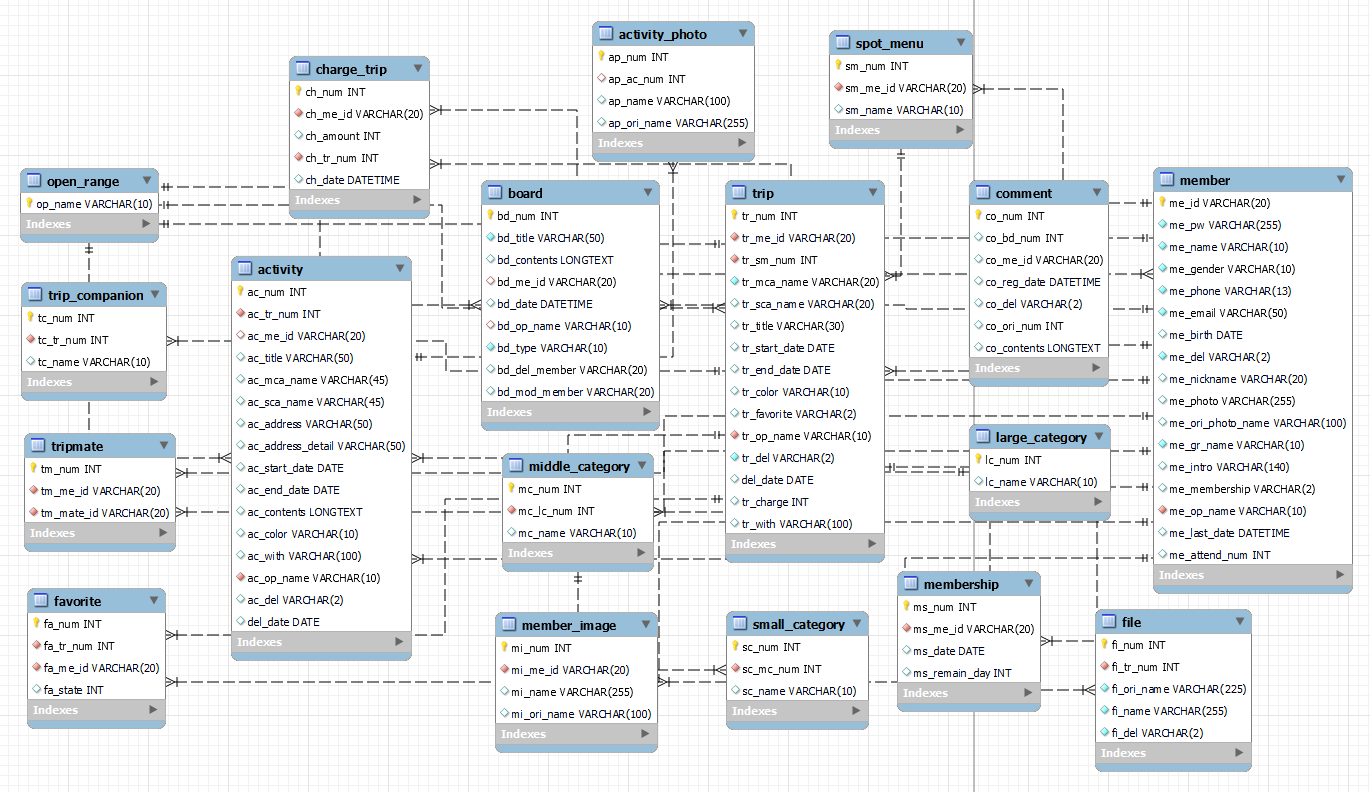 activity_photo
ap_num INT
ap_ac_num INT
ap_name VARCHAR(100)
ap_ori_name VARCHAR(255)
Indexes
spot_menu
sm_num INT
sm_me_id VARCHAR(20)
sm_name VARCHAR(10)
Indexes
charge_trip
ch_num INT
ch_me_id VARCHAR(20)
ch_amount INT
ch_tr_num INT
ch_date DATETIME
Indexes
open_range
op_name VARCHAR(10)
Indexes
board
bd_num INT
bd_title VARCHAR(50)
bd_contents LONGTEXT
bd_me_id VARCHAR(20)
bd_date DATETIME
bd_op_name VARCHAR(10)
bd_type VARCHAR(10)
bd_del_member VARCHAR(20)
bd_mod_member VARCHAR(20)
Indexes
trip
tr_num INT
tr_me_id VARCHAR(20)
tr_sm_num INT
tr_mca_name VARCHAR(20)
tr_sca_name VARCHAR(20)
tr_title VARCHAR(30)
tr_start_date DATE
tr_end_date DATE
tr_color VARCHAR(10)
tr_favorite VARCHAR(2)
tr_op_name VARCHAR(10)
tr_del VARCHAR(2)
del_date DATE
tr_charge INT
tr_with VARCHAR(100)
Indexes
comment
co_num INT
co_bd_num INT
co_me_id VARCHAR(20)
co_reg_date DATETIME
co_del VARCHAR(2)
co_ori_num INT
co_contents LONGTEXT
Indexes
member
me_id VARCHAR(20)
me_pw VARCHAR(255)
me_name VARCHAR(10)
me_gender VARCHAR(10)
me_phone VARCHAR(13)
me_email VARCHAR(50)
me_birth DATE
me_del VARCHAR(2)
me_nickname VARCHAR(20)
me_photo VARCHAR(255)
me_ori_photo_name VARCHAR(100)
me_gr_name VARCHAR(10)
me_intro VARCHAR(140)
me_membership VARCHAR(2)
me_op_name VARCHAR(10)
me_last_date DATETIME
me_attend_num INT
Indexes
activity
ac_num INT
ac_tr_num INT
ac_me_id VARCHAR(20)
ac_title VARCHAR(50)
ac_mca_name VARCHAR(45)
ac_sca_name VARCHAR(45)
ac_address VARCHAR(50)
ac_address_detail VARCHAR(50)
ac_start_date DATE
ac_end_date DATE
ac_contents LONGTEXT
ac_color VARCHAR(10)
ac_with VARCHAR(100)
ac_op_name VARCHAR(10)
ac_del VARCHAR(2)
del_date DATE
Indexes
trip_companion
tc_num INT
tc_tr_num INT
tc_name VARCHAR(10)
Indexes
tripmate
tm_num INT
tm_me_id VARCHAR(20)
tm_mate_id VARCHAR(20)
Indexes
large_category
lc_num INT
lc_name VARCHAR(10)
Indexes
middle_category
mc_num INT
mc_lc_num INT
mc_name VARCHAR(10)
Indexes
favorite
fa_num INT
fa_tr_num INT
fa_me_id VARCHAR(20)
fa_state INT
Indexes
member_image
mi_num INT
mi_me_id VARCHAR(20)
mi_name VARCHAR(255)
mi_ori_name VARCHAR(100)
Indexes
small_category
sc_num INT
sc_mc_num INT
sc_name VARCHAR(10)
Indexes
membership
ms_num INT
ms_me_id VARCHAR(20)
ms_date DATE
ms_remain_day INT
Indexes
file
fi_num INT
fi_tr_num INT
fi_ori_name VARCHAR(225)
fi_name VARCHAR(255)
fi_del VARCHAR(2)
Indexes